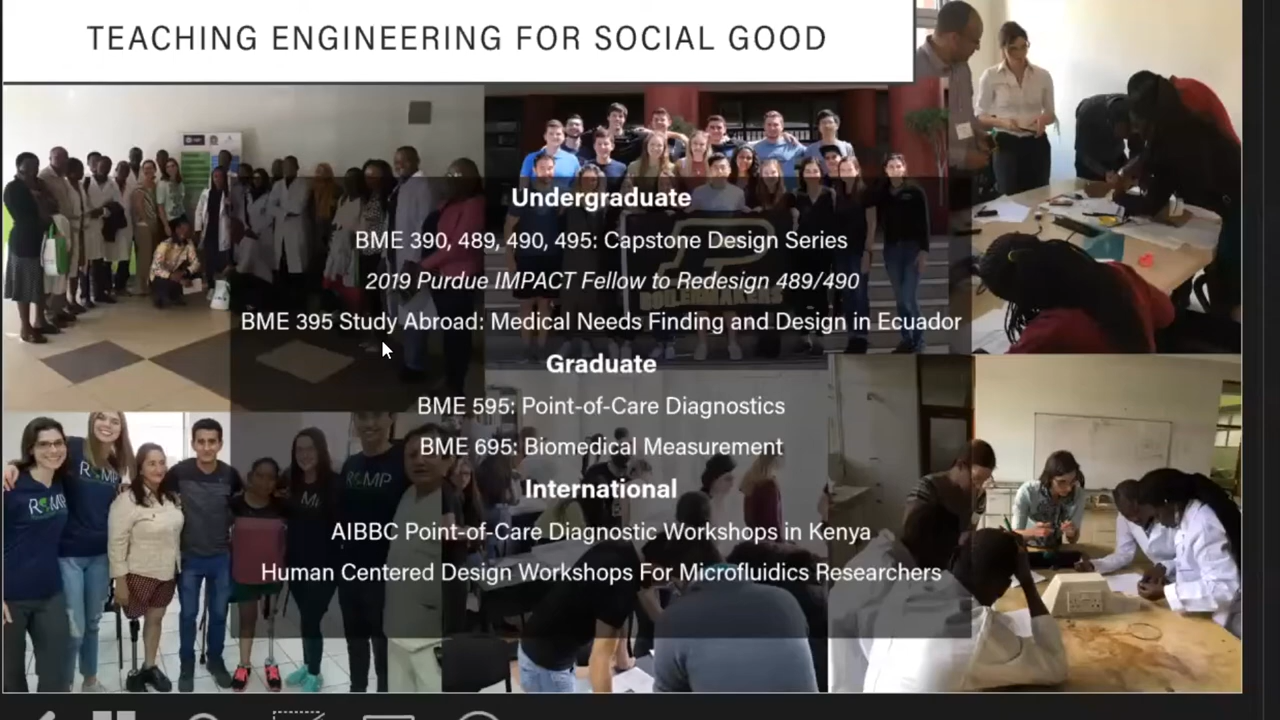 TEACHING ENGINEERING FOR SOCIAL GOOD
Undergraduate
BME 390, 489, 490, 495: Capstone Design Series
2019 Purdue IMPACT Fellow to Redesign 489/490
BME 395 Study Abroad: Medical Needs Finding and Design in Ecuador
Graduate
BME 595: Point-of-Care Diagnostics
BME 695: Biomedical Measurement
International
AIBBC Point-of-Care Diagnostic Workshops in Kenya
Human Centered Design Workshops For Microfluidics Researchers
BOILERMAKERS
ROMP
ROMP